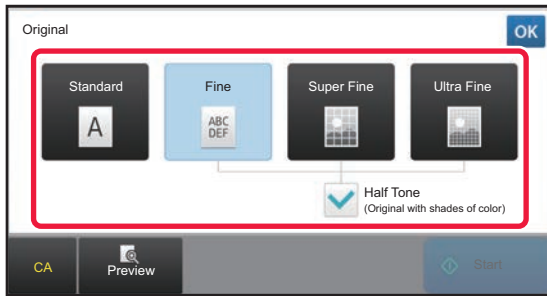 Original
OK
Standard
Fine
Super Fine
Ultra Fine
A
ABC
DEF
Half Tone
(Original with shades of color)
CA
Preview
Start